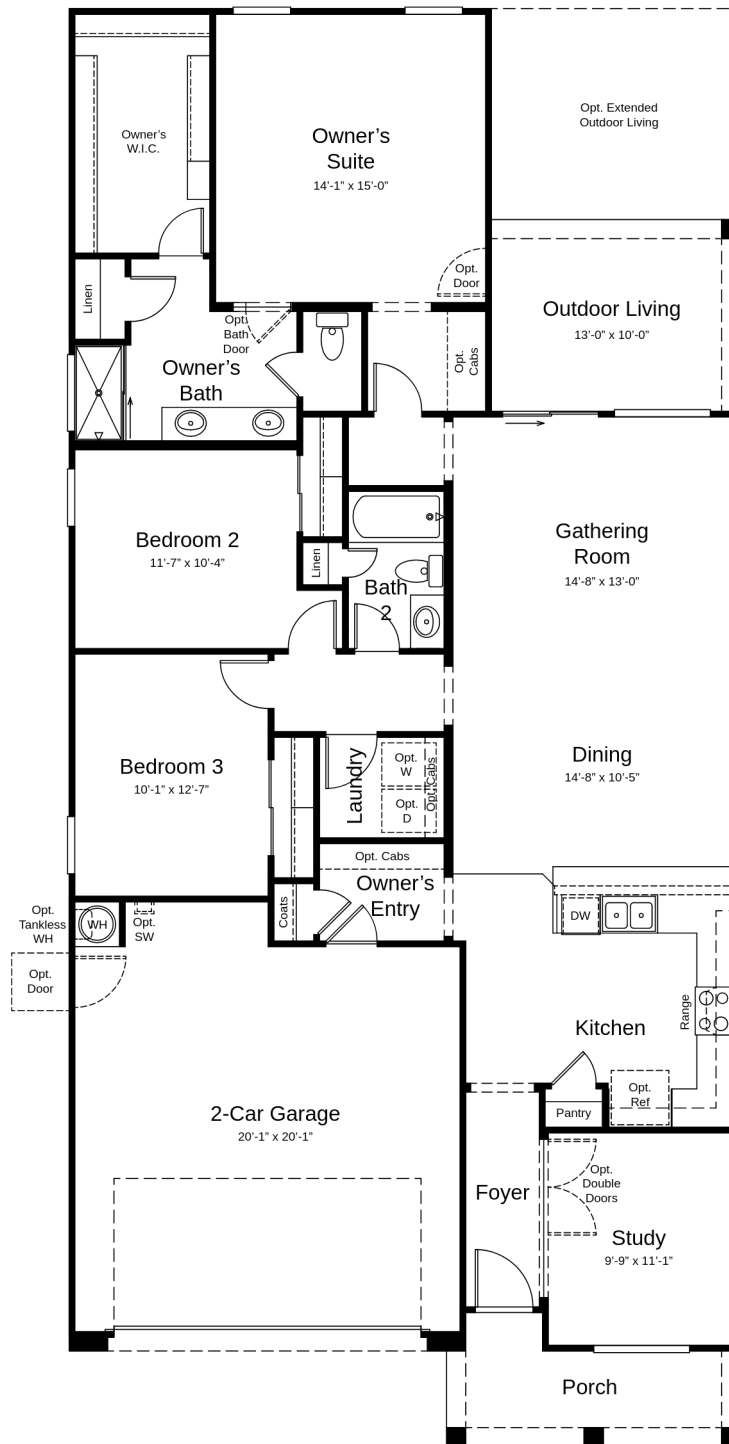 Opt. Extended
Outdoor Living
Owner's
W.I.C.
Owner's
Suite
14'-1" x 15'-0"
Opt.
Door
Linen
Outdoor Living
13'-0" x 10'-0"
Opt.
Bath
Door
Owner's
Bath
Opt.
Cabs
Bedroom 2
11'-7" x 10'-4"
Linen
Bath
2
Gathering
Room
14'-8" x 13'-0"
Bedroom 3
10'-1" x 12'-7"
Laundry
Opt.
W
Opt.
D
Opt. Cabs
Dining
14'-8" x 10'-5"
Opt. Cabs
Owner's
Entry
Coats
Opt.
Tankless
WH
WH
Opt.
SW
Opt.
Door
DW
Range
Kitchen
Opt.
Ref
Pantry
2-Car Garage
20'-1" x 20'-1"
Foyer
Opt.
Double
Doors
Study
9'-9" x 11'-1"
Porch